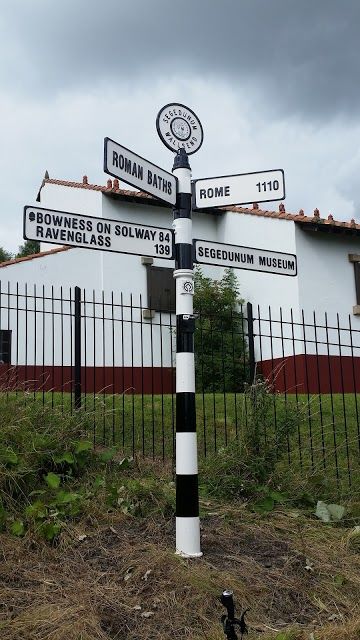 SEGEDUNUM
WALLSEND
ROMAN BATHS
ROME 1110
BOWNESS ON SOLWAY 84
RAVENGLASS 139
SEGEDUNUM MUSEUM